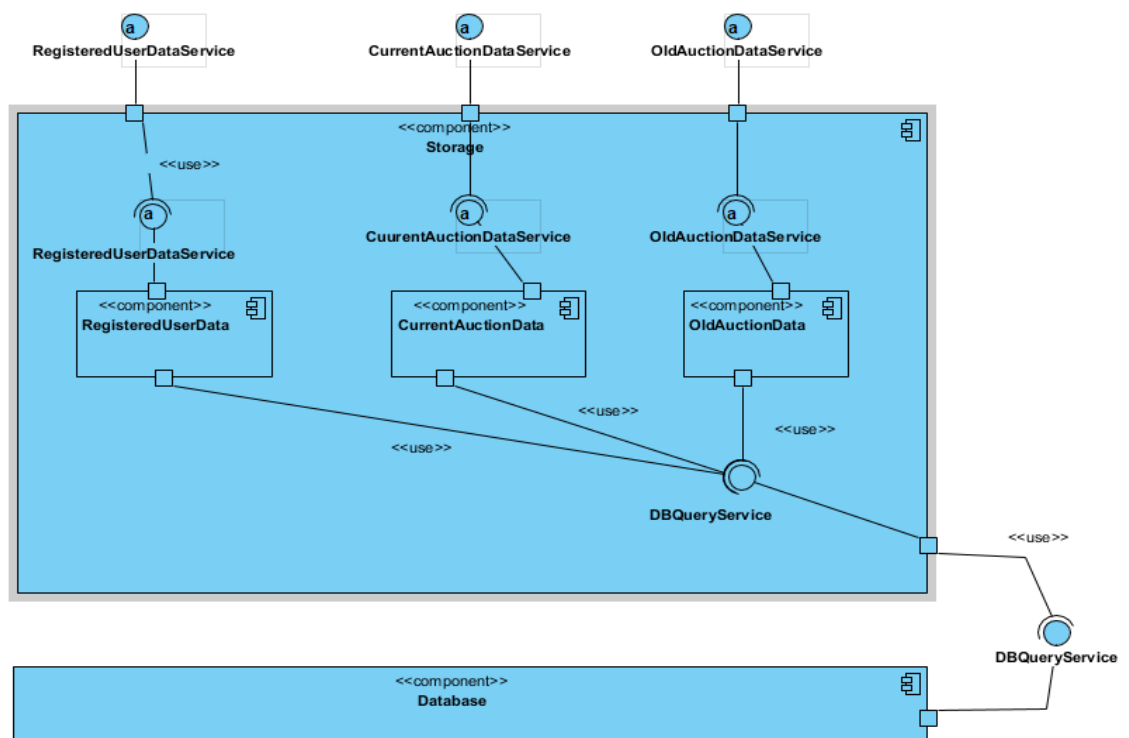 a a a
RegisteredUserDataService CurrentAuctionDataService OldAuctionDataService
<<component>>
Storage
<<use>>
a a a
CuurentAuctionDataService OldAuctionDataService
RegisteredUserDataService
<<component>> <<component>> <<component>>
RegisteredUserData CurrentAuctionData OldAuctionData
<<use>>
<<use>>
<<use>>
DBQueryService
<<use>>
DBQueryService
<<component>>
Database